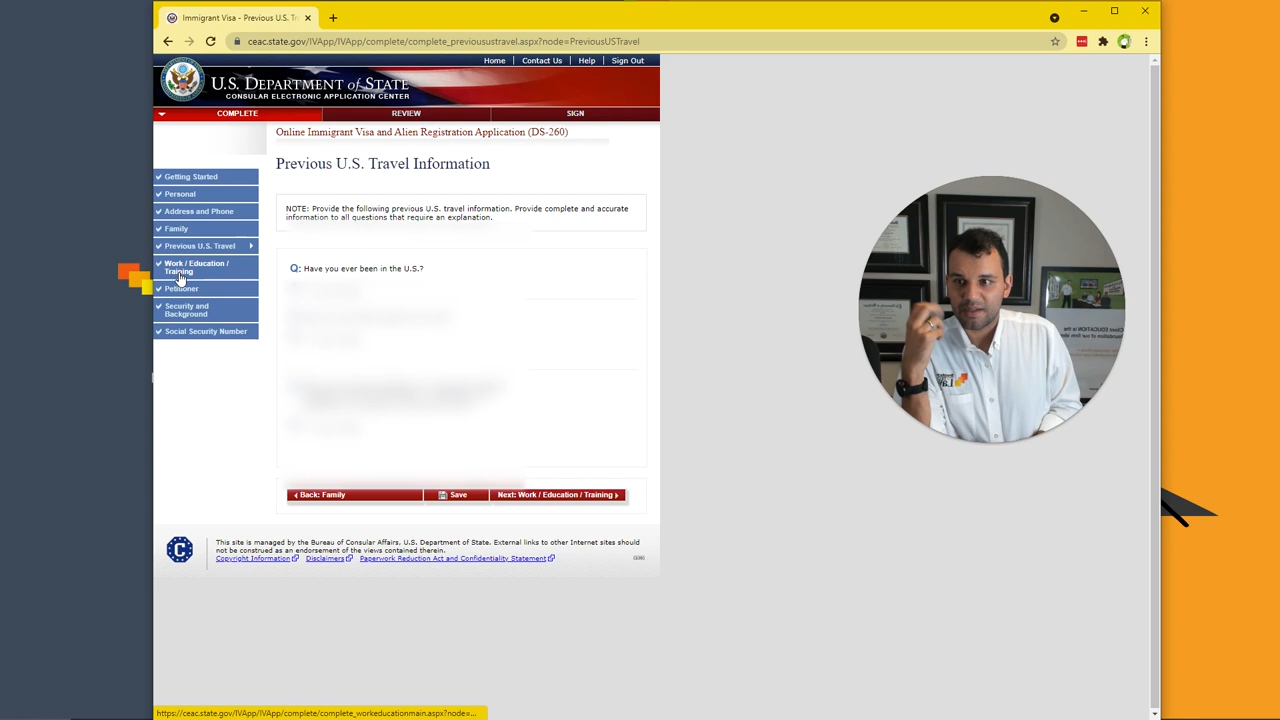 Immigrant Visa - Previous U.S. Tr
ceac.state.gov/IVApp/IVApp/complete/complete_previousustravel.aspx?node=PreviousUSTravel
Home | Contact Us | Help | Sign Out
U.S. DEPARTMENT of STATE
CONSULAR ELECTRONIC APPLICATION CENTER
COMPLETE REVIEW SIGN
Online Immigrant Visa and Alien Registration Application (DS-260)
Previous U.S. Travel Information
Getting Started
Personal
Address and Phone
Family
Previous U.S. Travel
Work / Education /
Training
Petitioner
Security and
Background
Social Security Number
NOTE: Provide the following previous U.S. travel information. Provide complete and accurate
information to all questions that require an explanation.
Q: Have you ever been in the U.S.?
Back: Family Save Next: Work / Education / Training
This site is managed by the Bureau of Consular Affairs, U.S. Department of State. External links to other Internet sites should
not be construed as an endorsement of the views contained therein.
Copyright Information Disclaimers Paperwork Reduction Act and Confidentiality Statement
https://ceac.state.gov/IVApp/IVApp/complete/complete_workeducationmain.aspx?node=...